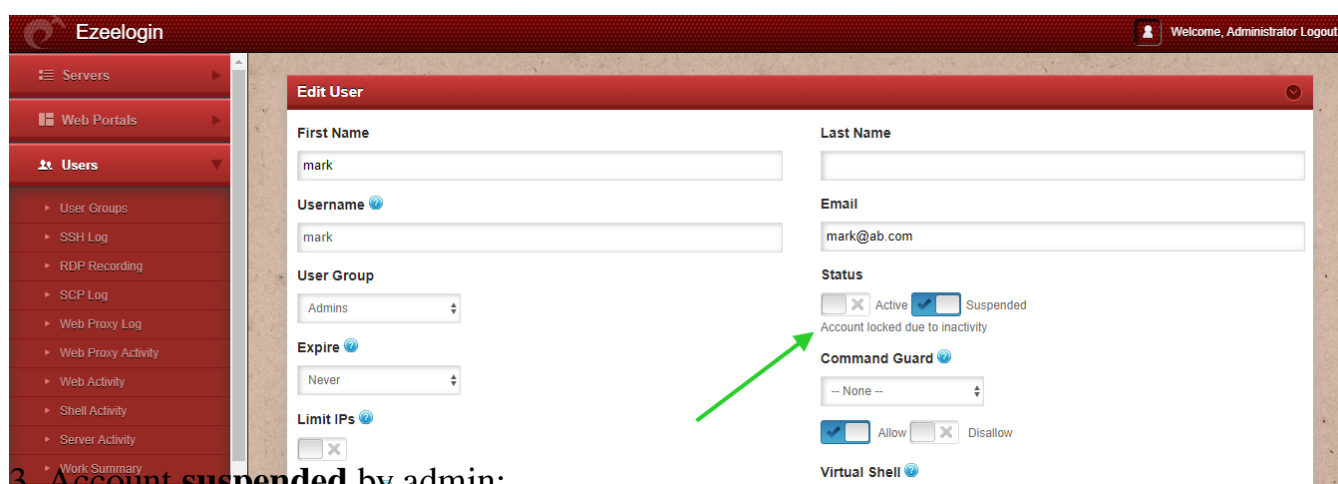 Ezeelogin
Welcome, Administrator Logout
Servers
Web Portals
Users
User Groups
SSH Log
RDP Recording
SCP Log
Web Proxy Log
Web Proxy Activity
Web Activity
Shell Activity
Server Activity
Work Summary
Edit User
First Name
mark
Last Name
Username
mark
Email
mark@ab.com
User Group
Admins
Status
Active Suspended
Account locked due to inactivity
Expire
Never
Command Guard
-- None --
Limit IPs
Allow Disallow
Virtual Shell
3. Account suspended by admin: